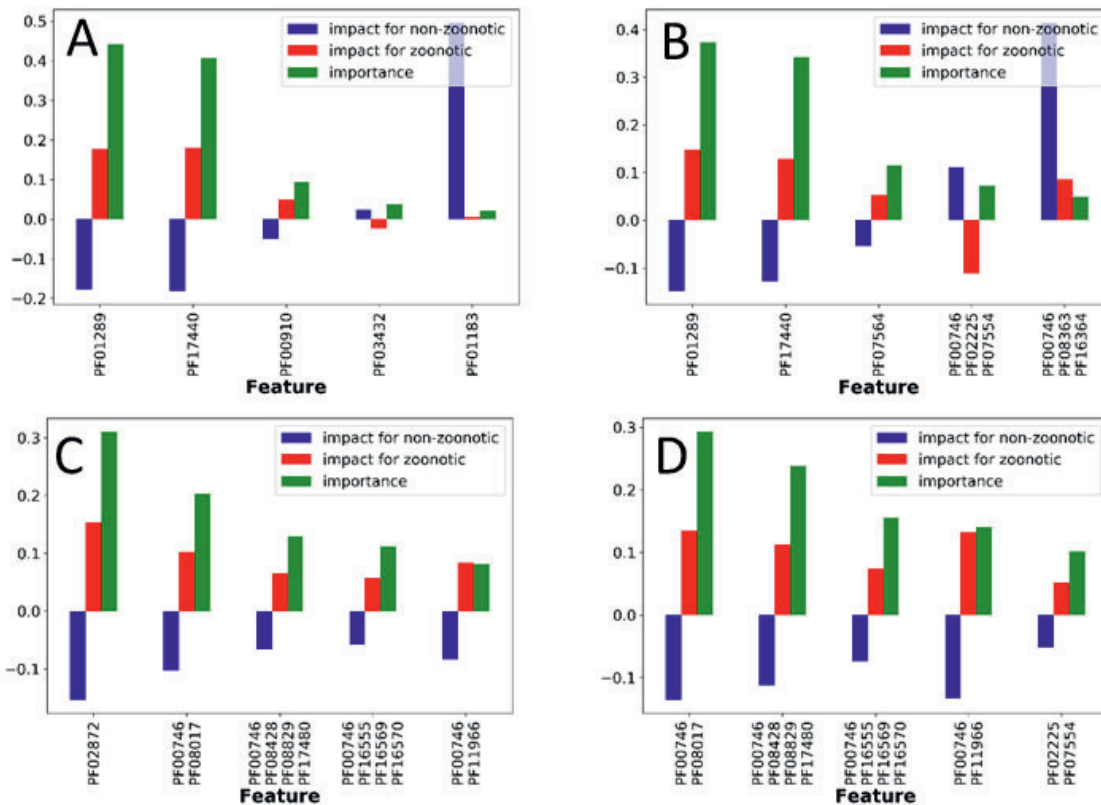 A
impact for non-zoonotic
impact for zoonotic
importance
0.5
0.4
0.3
0.2
0.1
0.0
−0.1
−0.2
PF01289
PF17440
PF00910
PF03432
PF01183
Feature
B
impact for non-zoonotic
impact for zoonotic
importance
0.4
0.3
0.2
0.1
0.0
−0.1
PF01289
PF17440
PF07564
PF00746
PF02225
PF07554
PF00746
PF08363
PF16364
Feature
C
impact for non-zoonotic
impact for zoonotic
importance
0.3
0.2
0.1
0.0
−0.1
PF02872
PF00746
PF08017
PF00746
PF08428
PF08829
PF17480
PF00746
PF16555
PF16569
PF16570
PF00746
PF11966
Feature
D
impact for non-zoonotic
impact for zoonotic
importance
0.3
0.2
0.1
0.0
−0.1
PF00746
PF08017
PF00746
PF08428
PF08829
PF17480
PF00746
PF16555
PF16569
PF16570
PF00746
PF11966
PF02225
PF07554
Feature